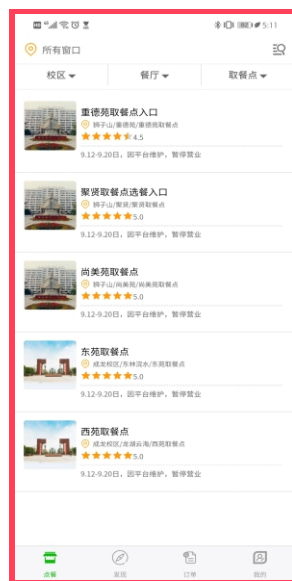 5:11
所有窗口
校区 餐厅 取餐点
重德苑取餐点入口
狮子山/重德苑/重德苑取餐点
4.5
9.12-9.20日，因平台维护，暂停营业
聚贤取餐点选餐入口
狮子山/聚贤/聚贤取餐点
5.0
9.12-9.20日，因平台维护，暂停营业
尚美苑取餐点
狮子山/尚美苑/尚美苑取餐点
5.0
9.12-9.20日，因平台维护，暂停营业
东苑取餐点
成龙校区/东林流水/东苑取餐点
5.0
9.12-9.20日，因平台维护，暂停营业
西苑取餐点
成龙校区/龙湖云海/西苑取餐点
5.0
9.12-9.20日，因平台维护，暂停营业
点餐 发现 订单 我的